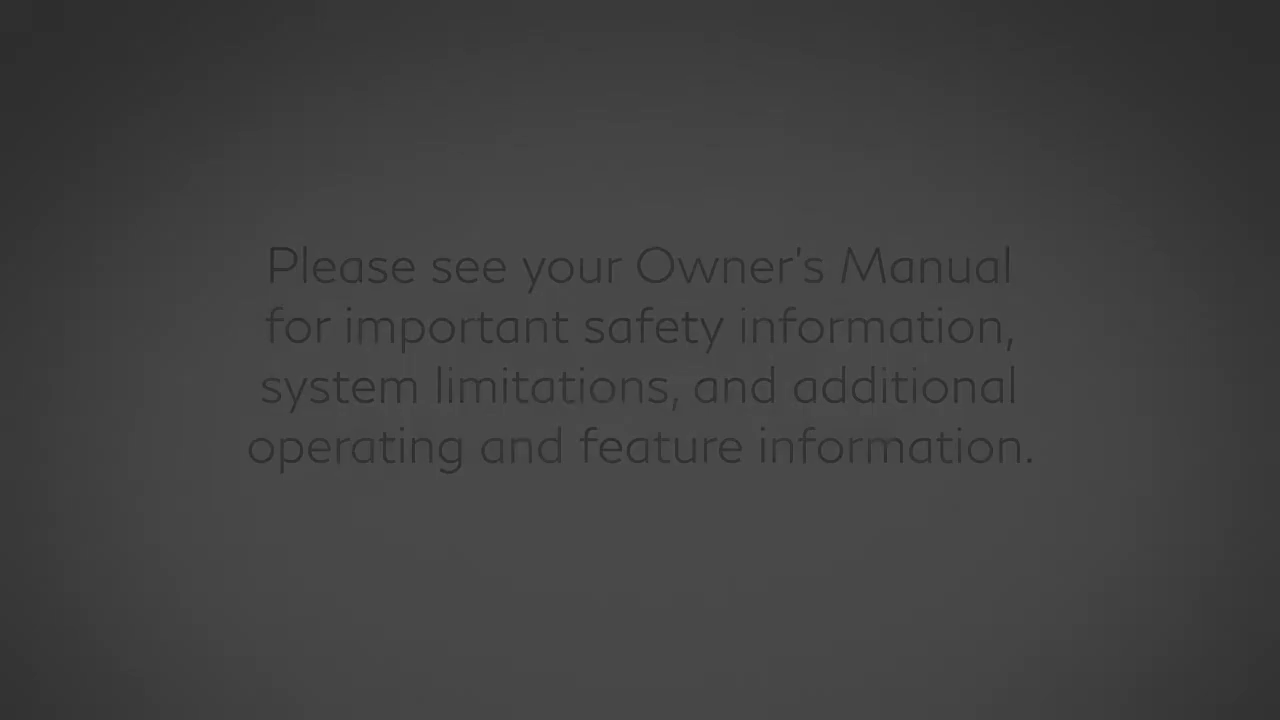 Please see your Owner's Manual
for important safety information,
system limitations, and additional
operating and feature information.